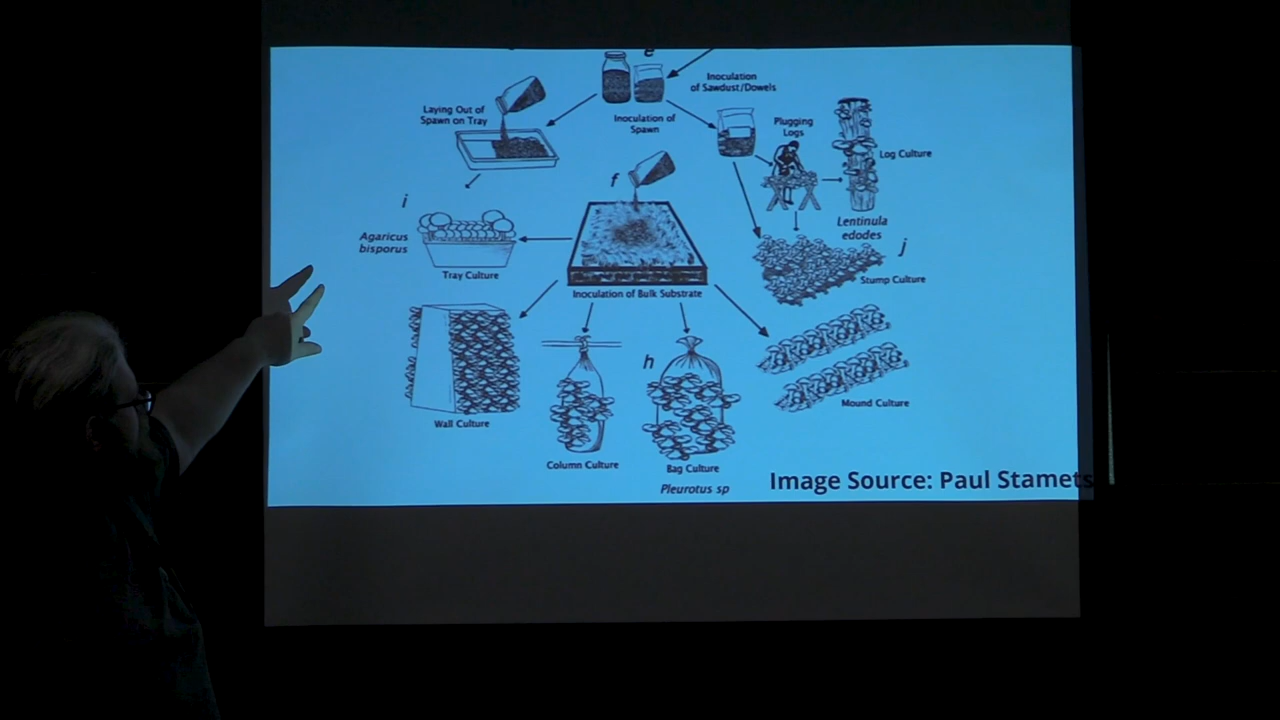 e
Inoculation
of Sawdust/Dowels
Laying Out of
Spawn on Tray
Inoculation of
Spawn
Plugging
Logs
Log Culture
f
i
Lentinula
edodes
Agaricus
bisporus
j
Tray Culture
Stump Culture
Inoculation of Bulk Substrate
h
Mound Culture
Wall Culture
Column Culture
Bag Culture
Pleurotus sp
Image Source: Paul Stamets